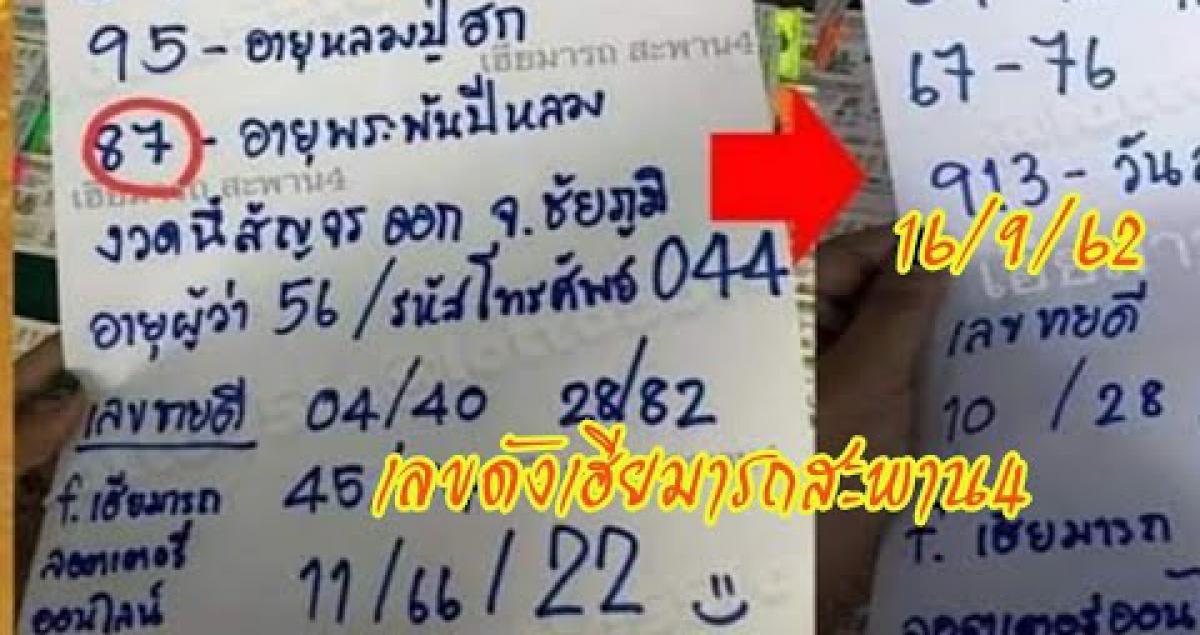 95 - อายุหลวงปู่ฮก
เฮียมารถ สะพาน4
87 - อายุพระพันปีหลวง
เฮียมารถ สะพาน4
งวดนี้สัญจร ออก จ.ชัยภูมิ
อายุผู้ว่า 56 / รหัสโทรศัพธ์ 044
เลขขายดี 04/40 28/82
f. เฮียมารถ 45
ลอตเตอรี่
ออนไลน์
11/66/22
67 - 76
913 - วัน
16/9/62
เลขขายดี
10 / 28
เลขดังเฮียมารถสะพาน4
f. เฮียมารถ
ลอตเตอรี่ออน